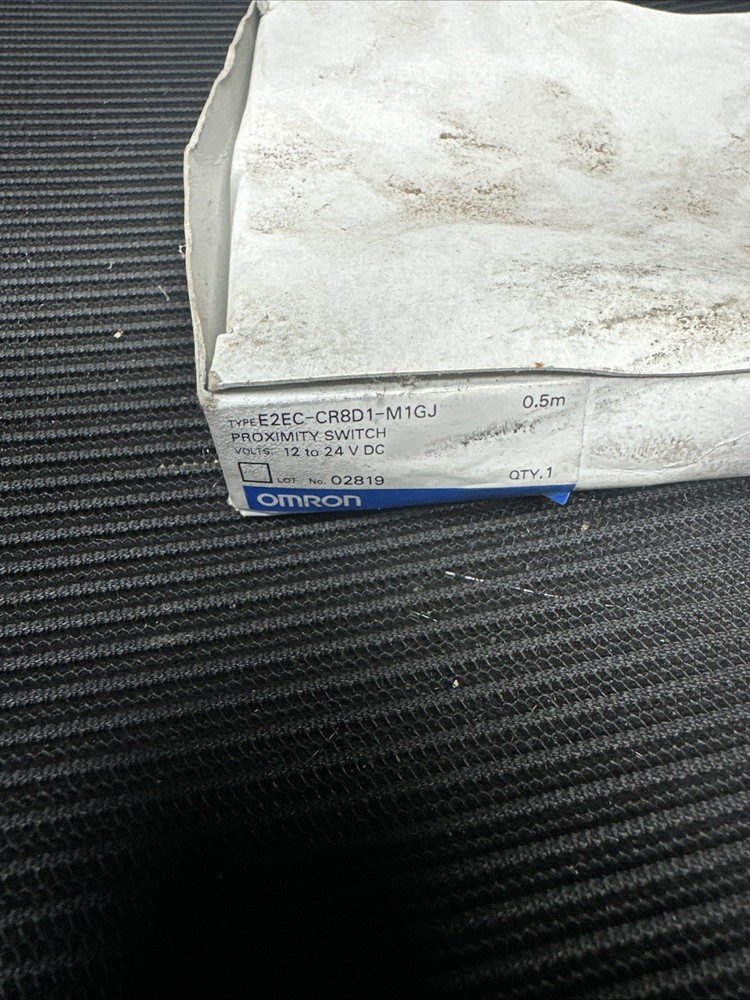 TYPE E2EC-CR8D1-M1GJ 0.5m
PROXIMITY SWITCH
VOLTS: 12 to 24 V DC
LOT No. 02819 QTY.1
OMRON